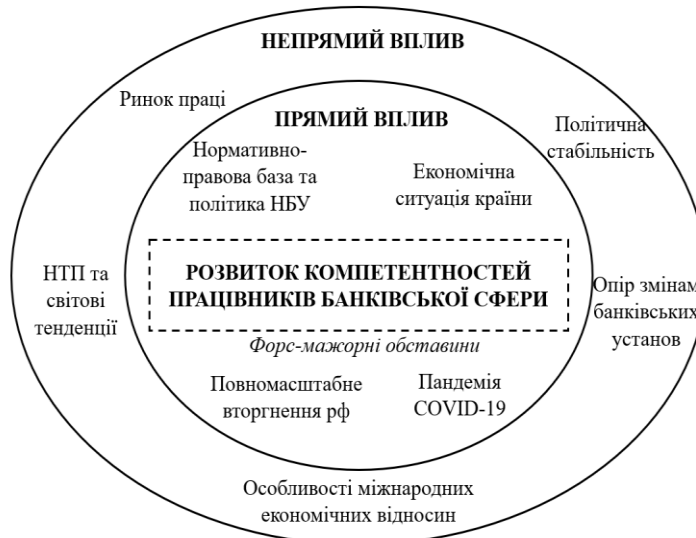 НЕПРЯМИЙ ВПЛИВ
Ринок праці
ПРЯМИЙ ВПЛИВ
Політична
стабільність
Нормативно-
правова база та
політика НБУ
Економічна
ситуація країни
НТП та
світові
тенденції
РОЗВИТОК КОМПЕТЕНТНОСТЕЙ
ПРАЦІВНИКІВ БАНКІВСЬКОЇ СФЕРИ
Опір змінам
банківських
установ
Форс-мажорні обставини
Повномасштабне
вторгнення рф
Пандемія
COVID-19
Особливості міжнародних
економічних відносин